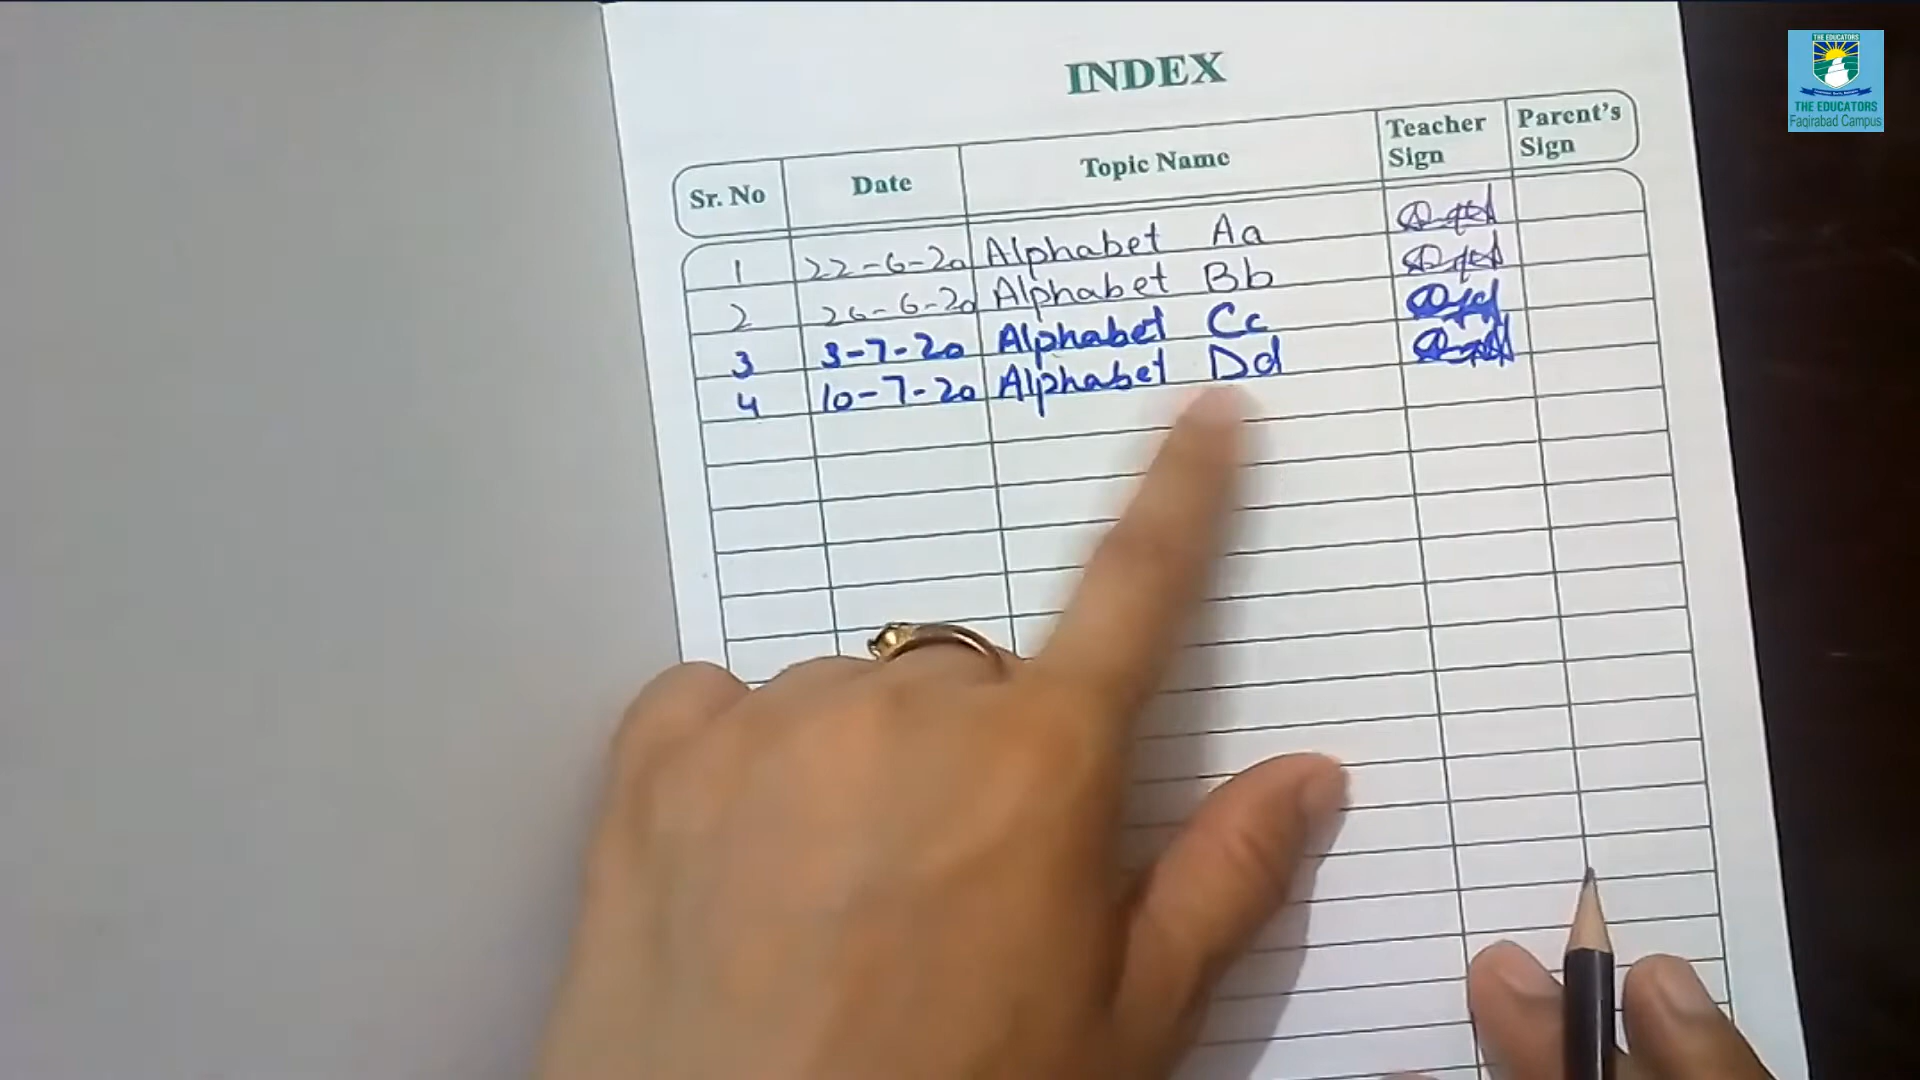 INDEX
Sr. No Date Topic Name Teacher Sign Parent's Sign
1 22-6-20 Alphabet Aa
2 26-6-20 Alphabet Bb
3 3-7-20 Alphabet Cc
4 10-7-20 Alphabet Dd
THE EDUCATORS
THE EDUCATORS
Faqirabad Campus